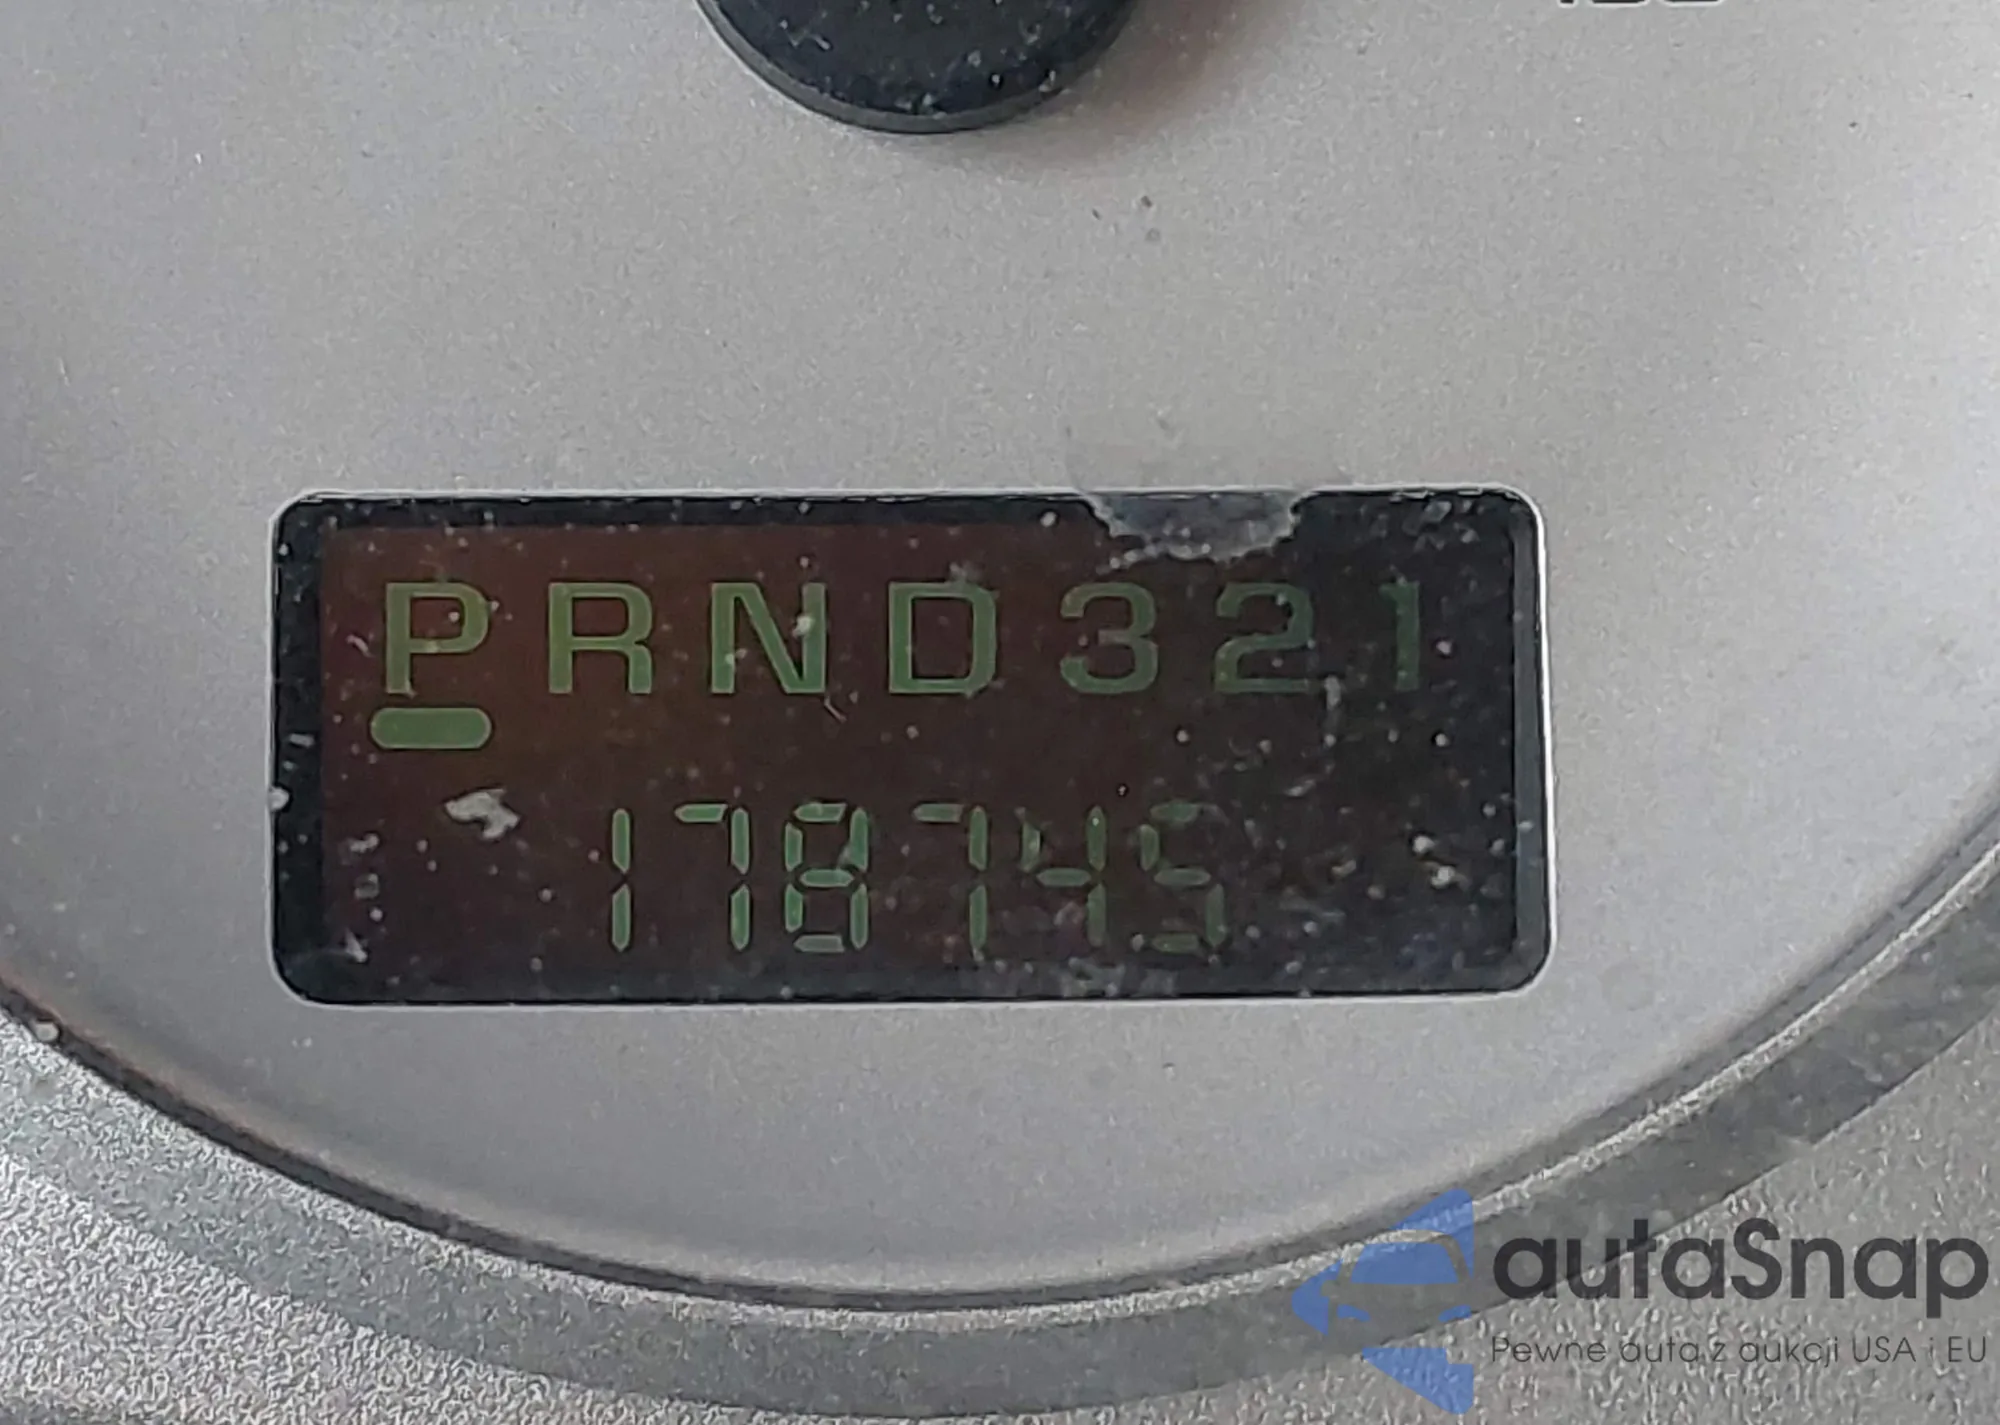 PRND321
178745
autaSnap
Pewne auta z aukcji USA i EU